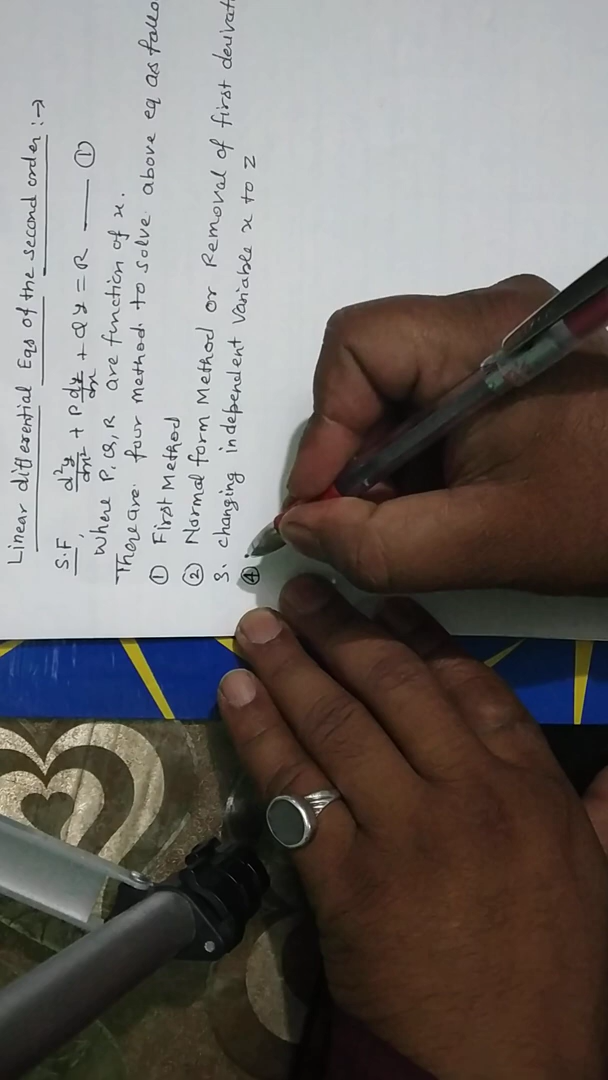 Linear differential Eqs of the second order :→
S.F, d²y/dx² + P dy/dx + Qy = R —— ①
where P, Q, R are function of x.
There are four method to solve above eq as follo
① First Method
② Normal form Method or Removal of first derivat
3. changing independent Variable x to z
④